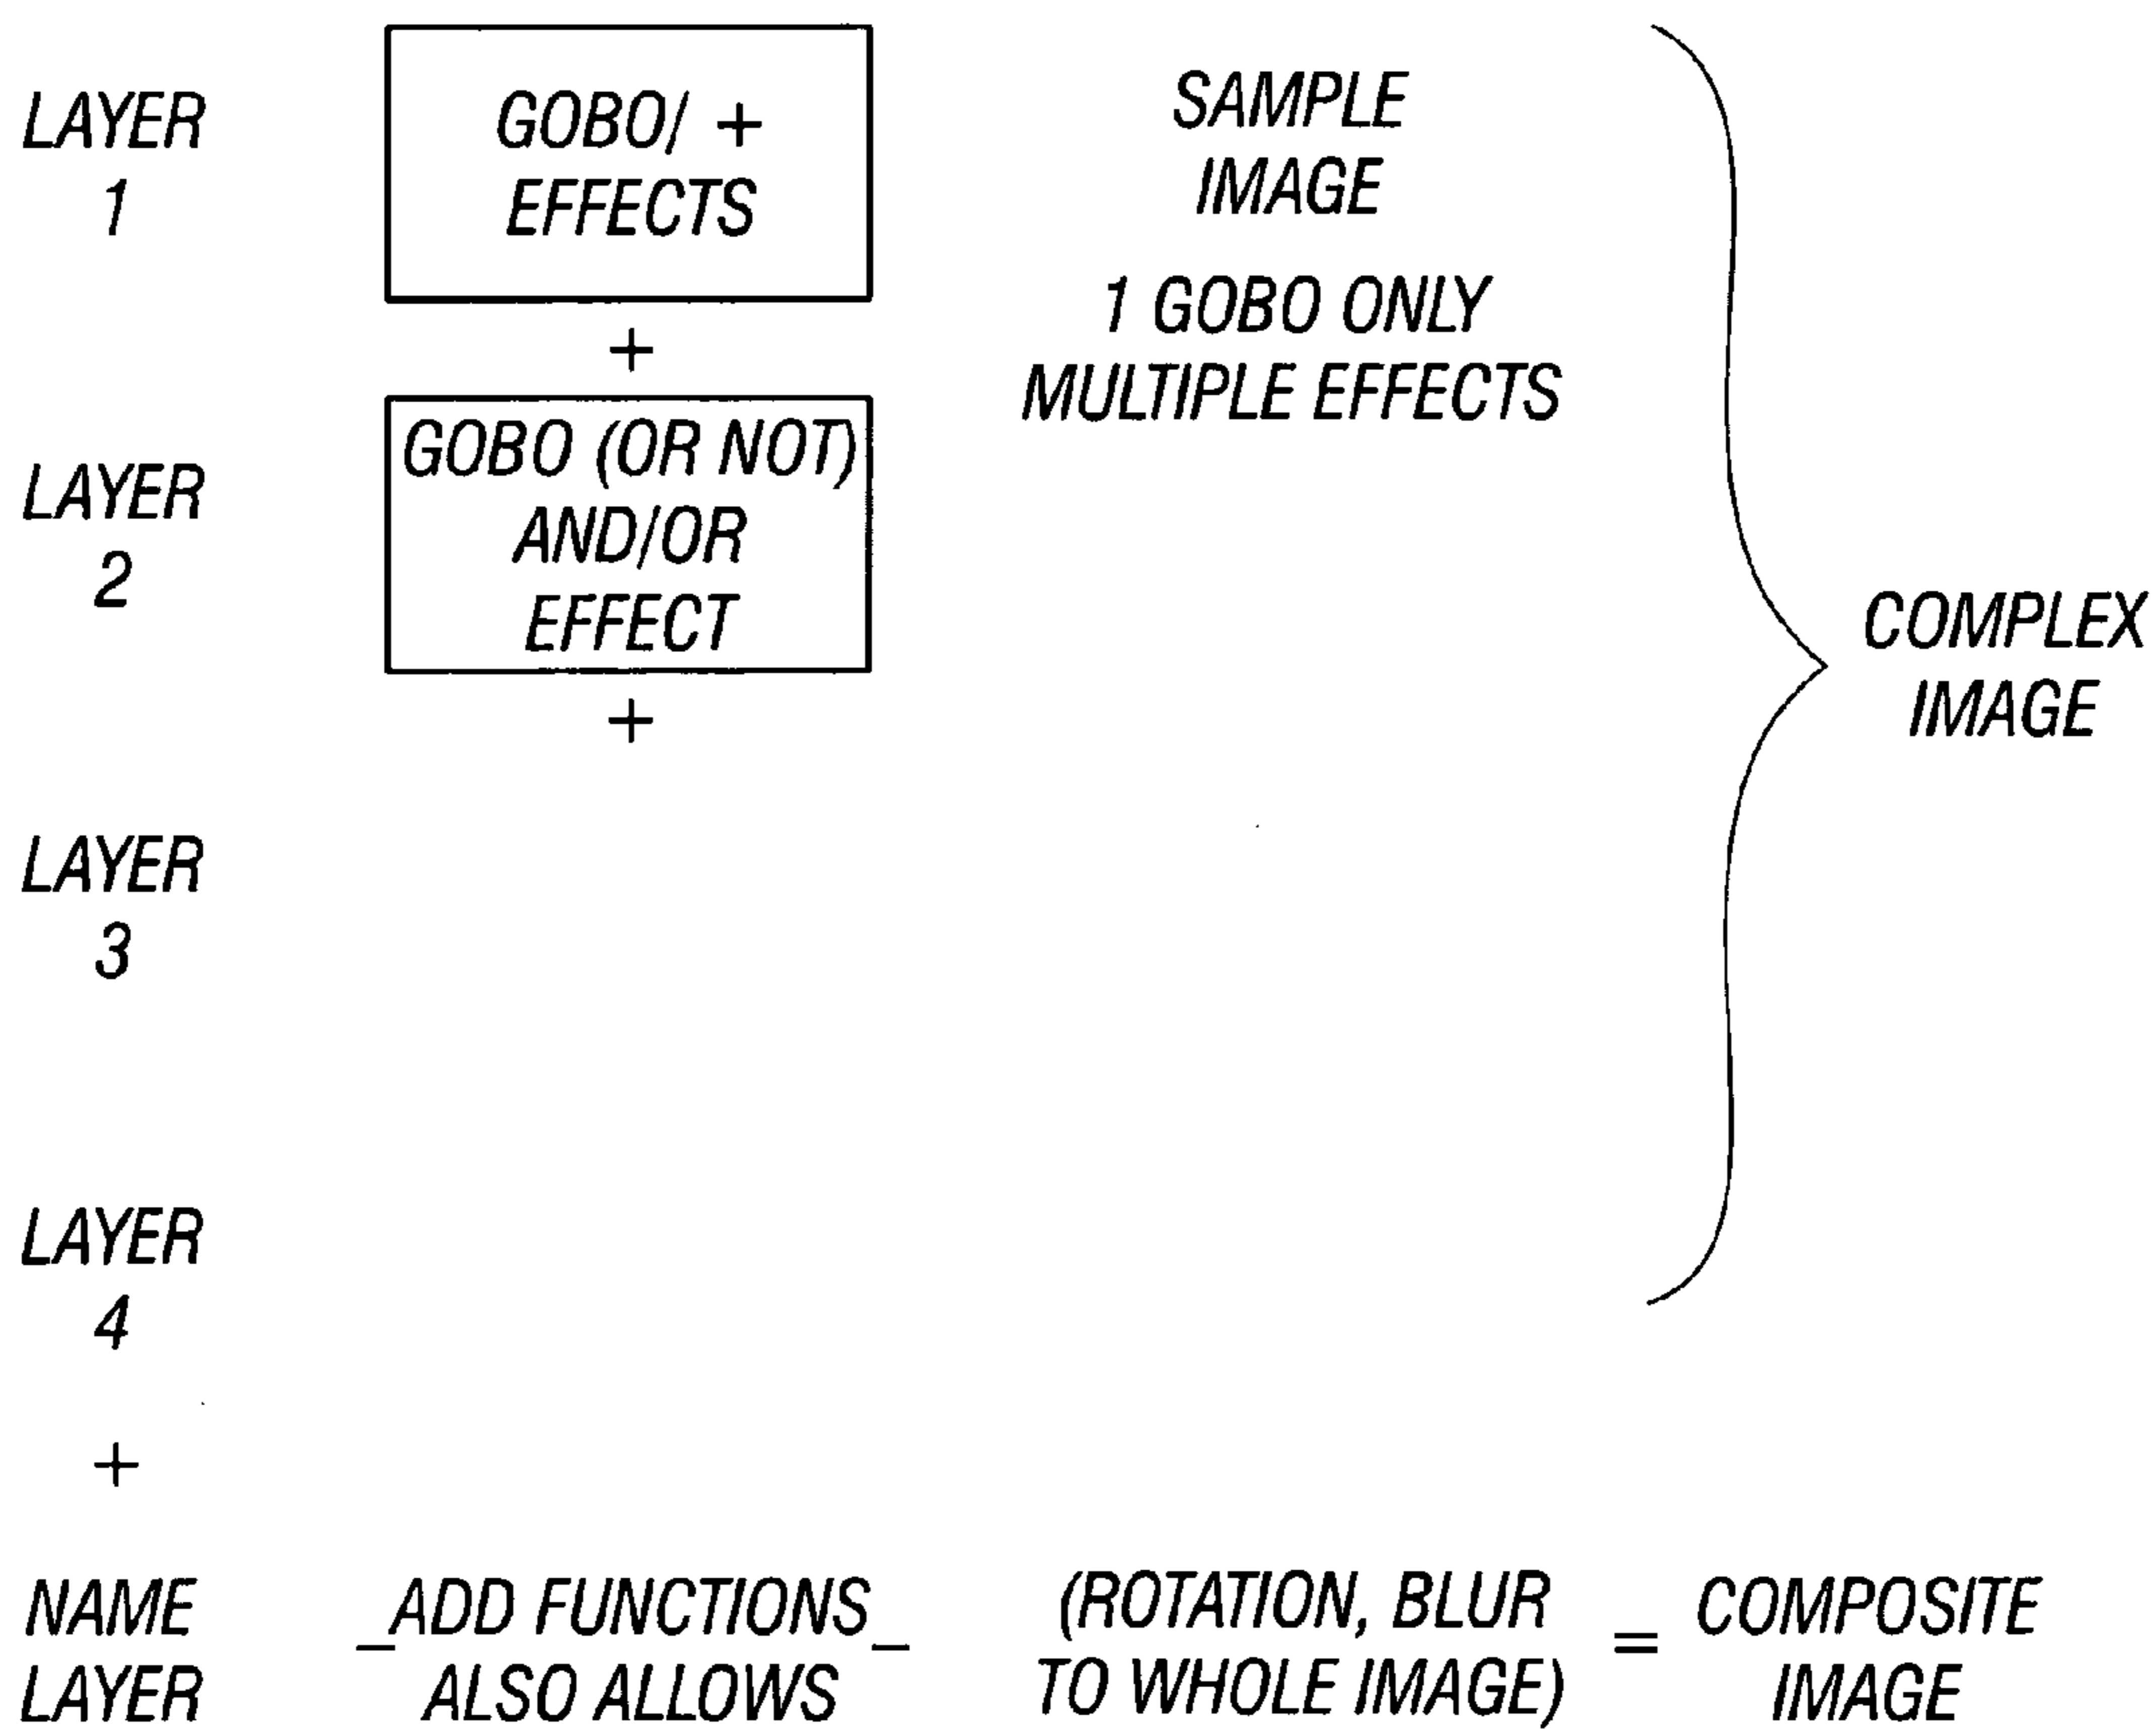 LAYER
1
GOBO/ +
EFFECTS
SAMPLE
IMAGE
1 GOBO ONLY
MULTIPLE EFFECTS
+
LAYER
2
GOBO (OR NOT)
AND/OR
EFFECT
+
COMPLEX
IMAGE
LAYER
3
LAYER
4
+
NAME
LAYER
_ADD FUNCTIONS_
ALSO ALLOWS
(ROTATION, BLUR
TO WHOLE IMAGE)
=
COMPOSITE
IMAGE